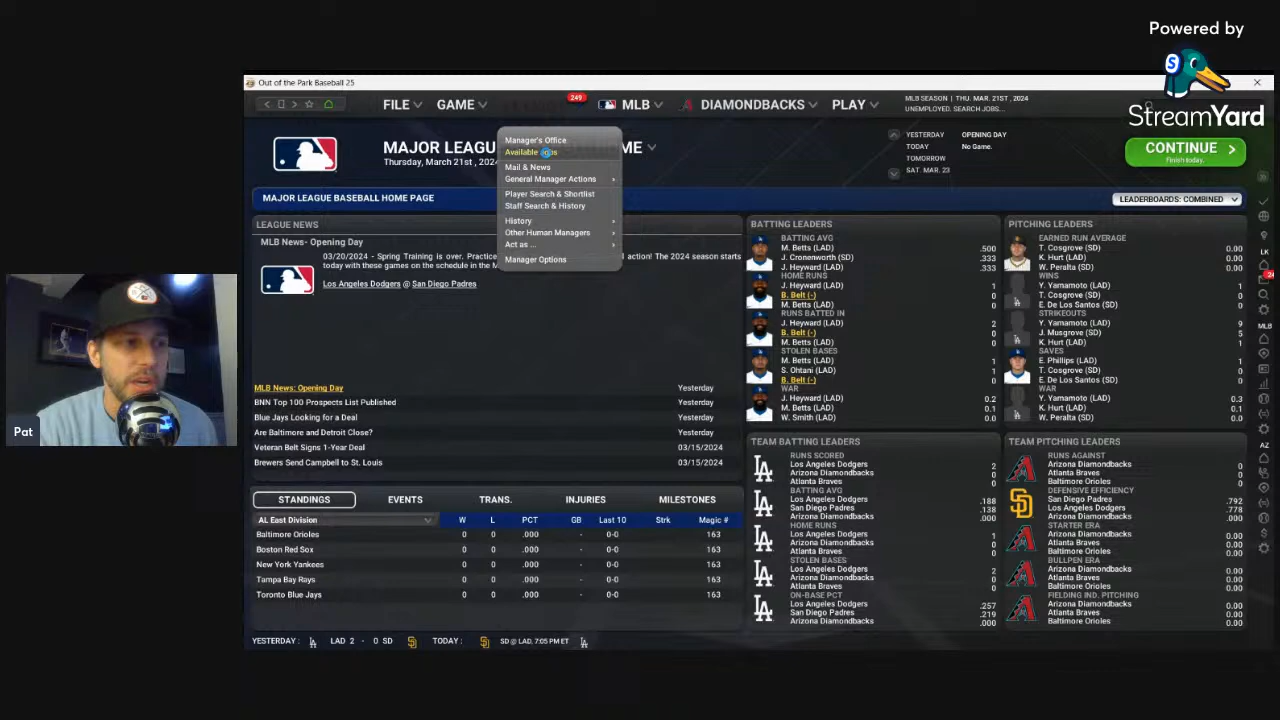 Powered by
StreamYard
Out of the Park Baseball 25
FILE
GAME
249
MLB
DIAMONDBACKS
PLAY
MLB SEASON | THU. MAR. 21ST , 2024
UNEMPLOYED. SEARCH JOBS...
MAJOR LEAGU
ME
Thursday, March 21st , 2024
YESTERDAY
TODAY
TOMORROW
SAT. MAR. 23
OPENING DAY
No Game.
CONTINUE
Finish today.
Manager's Office
Available
Mail & News
General Manager Actions
Player Search & Shortlist
Staff Search & History
History
Other Human Managers
Act as ...
Manager Options
MAJOR LEAGUE BASEBALL HOME PAGE
LEADERBOARDS: COMBINED
LEAGUE NEWS
MLB News- Opening Day
03/20/2024 - Spring Training is over. Practice
action! The 2024 season starts
today with these games on the schedule in the M
Los Angeles Dodgers @ San Diego Padres
MLB News: Opening Day Yesterday
BNN Top 100 Prospects List Published Yesterday
Blue Jays Looking for a Deal Yesterday
Are Baltimore and Detroit Close? Yesterday
Veteran Belt Signs 1-Year Deal 03/15/2024
Brewers Send Campbell to St. Louis 03/15/2024
STANDINGS EVENTS TRANS. INJURIES MILESTONES
AL East Division W L PCT GB Last 10 Strk Magic #
Baltimore Orioles 0 0 .000 - 0-0 163
Boston Red Sox 0 0 .000 - 0-0 163
New York Yankees 0 0 .000 - 0-0 163
Tampa Bay Rays 0 0 .000 - 0-0 163
Toronto Blue Jays 0 0 .000 - 0-0 163
BATTING LEADERS
BATTING AVG
M. Betts (LAD) .500
J. Cronenworth (SD) .333
J. Heyward (LAD) .333
HOME RUNS
J. Heyward (LAD) 1
B. Belt (-) 0
M. Betts (LAD) 0
RUNS BATTED IN
J. Heyward (LAD) 2
B. Belt (-) 0
M. Betts (LAD) 0
STOLEN BASES
M. Betts (LAD) 1
S. Ohtani (LAD) 1
B. Belt (-) 0
WAR
J. Heyward (LAD) 0.2
M. Betts (LAD) 0.1
W. Smith (LAD) 0.0
PITCHING LEADERS
EARNED RUN AVERAGE
T. Cosgrove (SD) 0.00
K. Hurt (LAD) 0.00
W. Peralta (SD) 0.00
WINS
Y. Yamamoto (LAD) 1
T. Cosgrove (SD) 0
E. De Los Santos (SD) 0
STRIKEOUTS
Y. Yamamoto (LAD) 9
J. Musgrove (SD) 5
K. Hurt (LAD) 1
SAVES
E. Phillips (LAD) 1
T. Cosgrove (SD) 0
E. De Los Santos (SD) 0
WAR
Y. Yamamoto (LAD) 0.3
K. Hurt (LAD) 0.1
W. Peralta (SD) 0.0
TEAM BATTING LEADERS
RUNS SCORED
Los Angeles Dodgers 2
Arizona Diamondbacks 0
Atlanta Braves 0
BATTING AVG
Los Angeles Dodgers .188
San Diego Padres .138
Arizona Diamondbacks .000
HOME RUNS
Los Angeles Dodgers 1
Arizona Diamondbacks 0
Atlanta Braves 0
STOLEN BASES
Los Angeles Dodgers 2
Arizona Diamondbacks 0
Atlanta Braves 0
ON-BASE PCT
Los Angeles Dodgers .257
San Diego Padres .219
Arizona Diamondbacks .000
TEAM PITCHING LEADERS
RUNS AGAINST
Arizona Diamondbacks 0
Atlanta Braves 0
Baltimore Orioles 0
DEFENSIVE EFFICIENCY
San Diego Padres .792
Los Angeles Dodgers .778
Arizona Diamondbacks .000
STARTER ERA
Arizona Diamondbacks 0.00
Atlanta Braves 0.00
Baltimore Orioles 0.00
BULLPEN ERA
Arizona Diamondbacks 0.00
Atlanta Braves 0.00
Baltimore Orioles 0.00
FIELDING IND. PITCHING
Arizona Diamondbacks 0.00
Atlanta Braves 0.00
Baltimore Orioles 0.00
YESTERDAY : LAD 2 - 0 SD TODAY : SD @ LAD, 7:05 PM ET
LK
24
MLB
AZ
Pat